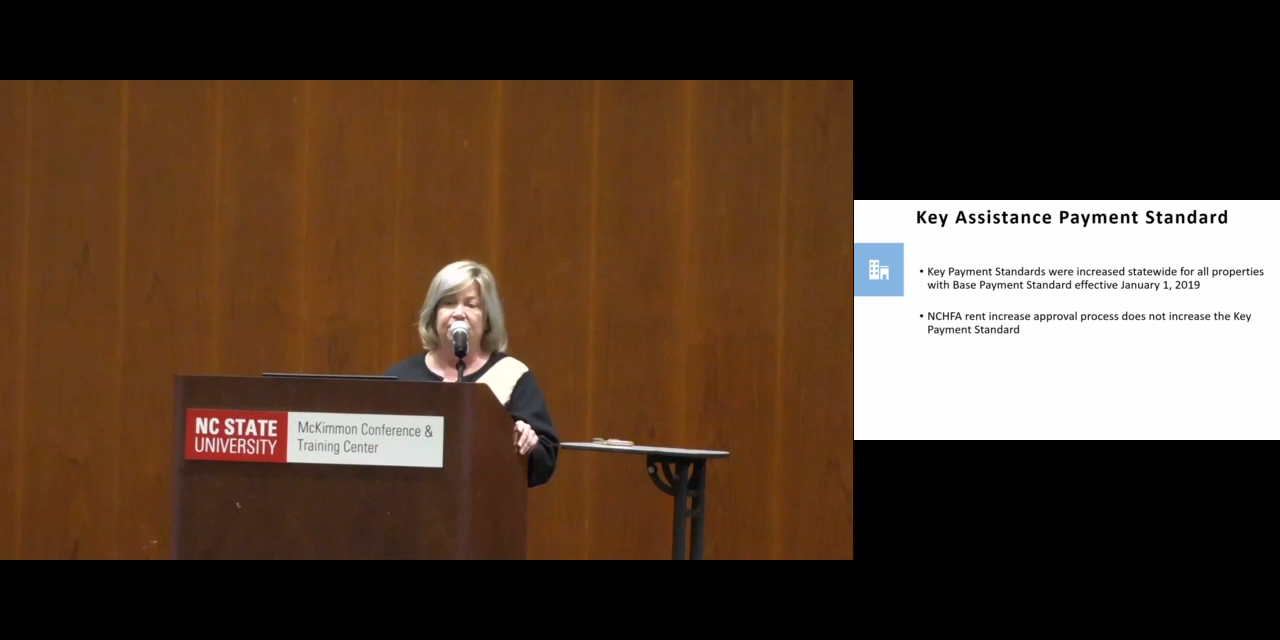 NC STATE
UNIVERSITY
McKimmon Conference &
Training Center
Key Assistance Payment Standard
• Key Payment Standards were increased statewide for all properties
with Base Payment Standard effective January 1, 2019
• NCHFA rent increase approval process does not increase the Key
Payment Standard